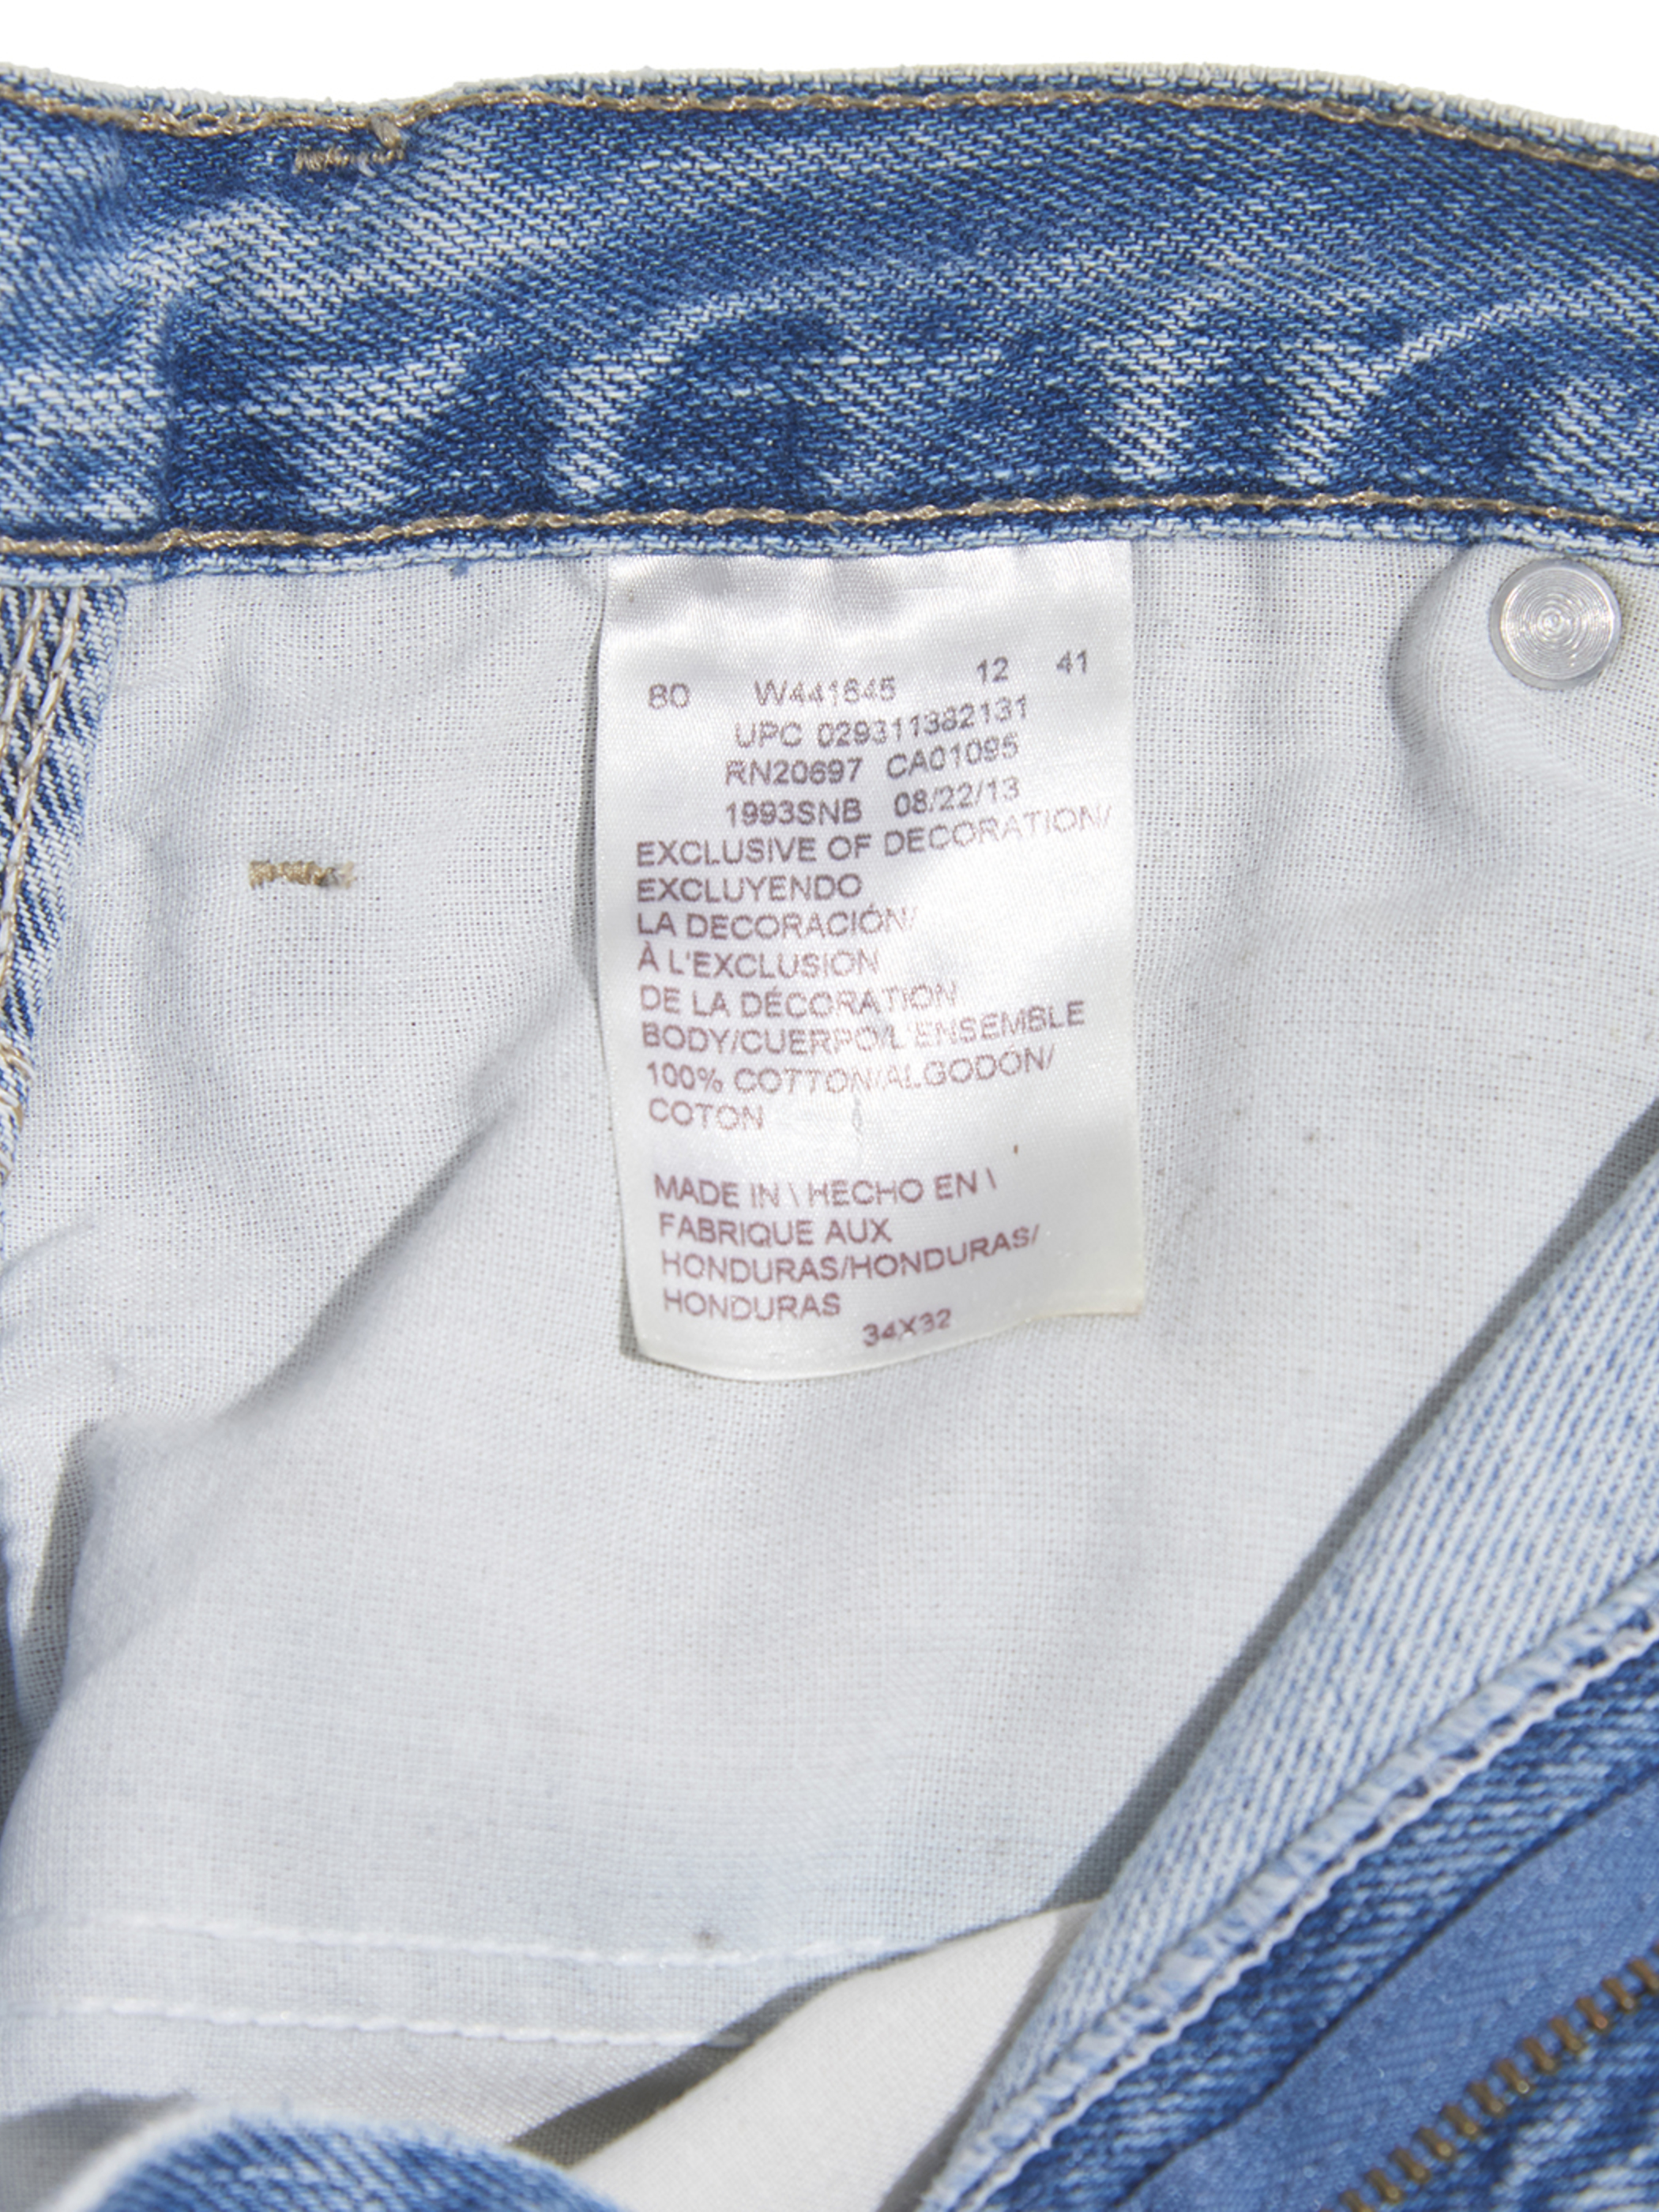 80 W441645 12 41
UPC 029311382131
RN20697 CA01095
1993SNB 08/22/13
EXCLUSIVE OF DECORATION/
EXCLUYENDO
LA DECORACIÓN/
À L'EXCLUSION
DE LA DÉCORATION
BODY/CUERPO/L'ENSEMBLE
100% COTTON/ALGODÓN/
COTON
MADE IN \ HECHO EN \
FABRIQUE AUX
HONDURAS/HONDURAS/
HONDURAS
34X32